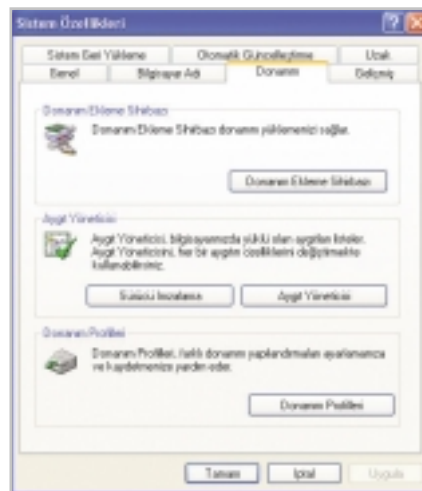 Sistem Özellikleri
Sistem Geri Yükleme Otomatik Güncelleştirme Uzak
Genel Bilgisayar Adı Donanım Gelişmiş
Donanım Ekleme Sihirbazı
Donanım Ekleme Sihirbazı donanım yüklemenizi sağlar.
Donanım Ekleme Sihirbazı
Aygıt Yöneticisi
Aygıt Yöneticisi, bilgisayarınızda yüklü olan aygıtları listeler.
Aygıt Yöneticisini, her bir aygıtın özelliklerini değiştirmekte
kullanabilirsiniz.
Sürücü İmzalama Aygıt Yöneticisi
Donanım Profilleri
Donanım Profilleri, farklı donanım yapılandırmaları ayarlamanıza
ve kaydetmenize yardım eder.
Donanım Profilleri
Tamam İptal Uygula